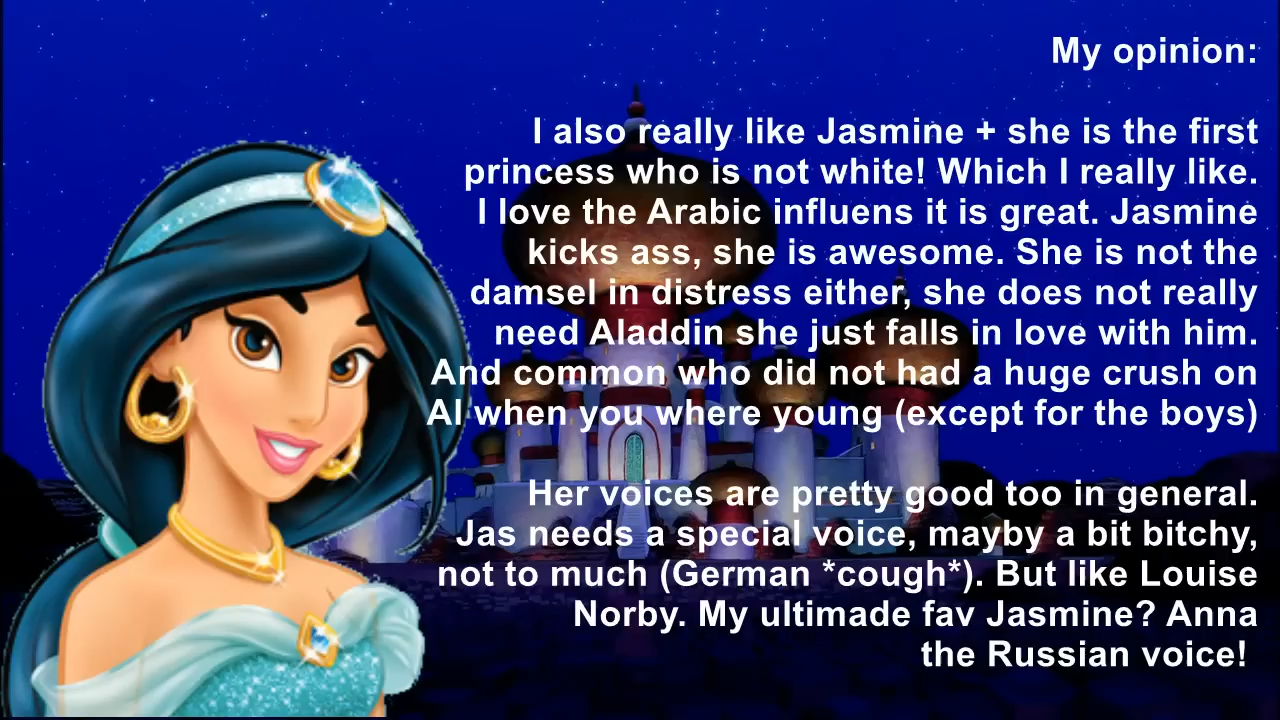 My opinion:
I also really like Jasmine + she is the first
princess who is not white! Which I really like.
I love the Arabic influens it is great. Jasmine
kicks ass, she is awesome. She is not the
damsel in distress either, she does not really
need Aladdin she just falls in love with him.
And common who did not had a huge crush on
Al when you where young (except for the boys)
Her voices are pretty good too in general.
Jas needs a special voice, mayby a bit bitchy,
not to much (German *cough*). But like Louise
Norby. My ultimade fav Jasmine? Anna
the Russian voice!